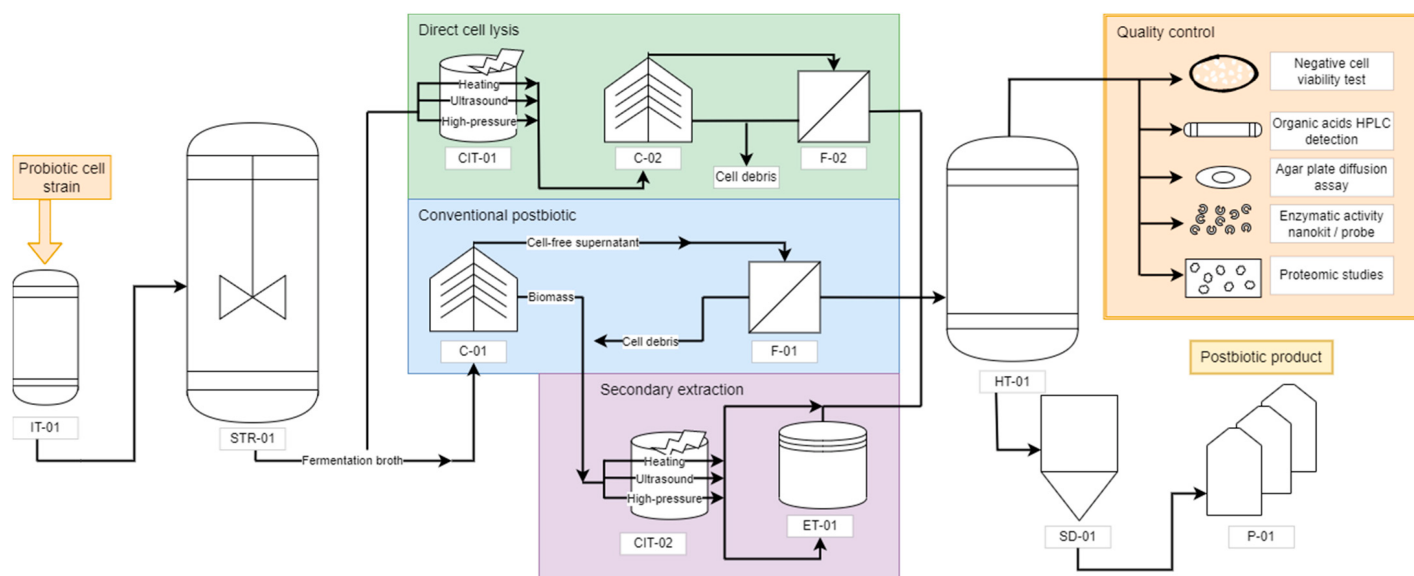 Probiotic cell
strain
IT-01
STR-01
Fermentation broth
Direct cell lysis
Heating
Ultrasound
High-pressure
CIT-01
C-02
Cell debris
F-02
Conventional postbiotic
Cell-free supernatant
Biomass
C-01
Cell debris
F-01
Secondary extraction
Heating
Ultrasound
High-pressure
CIT-02
ET-01
HT-01
Quality control
Negative cell
viability test
Organic acids HPLC
detection
Agar plate diffusion
assay
Enzymatic activity
nanokit / probe
Proteomic studies
Postbiotic product
SD-01
P-01